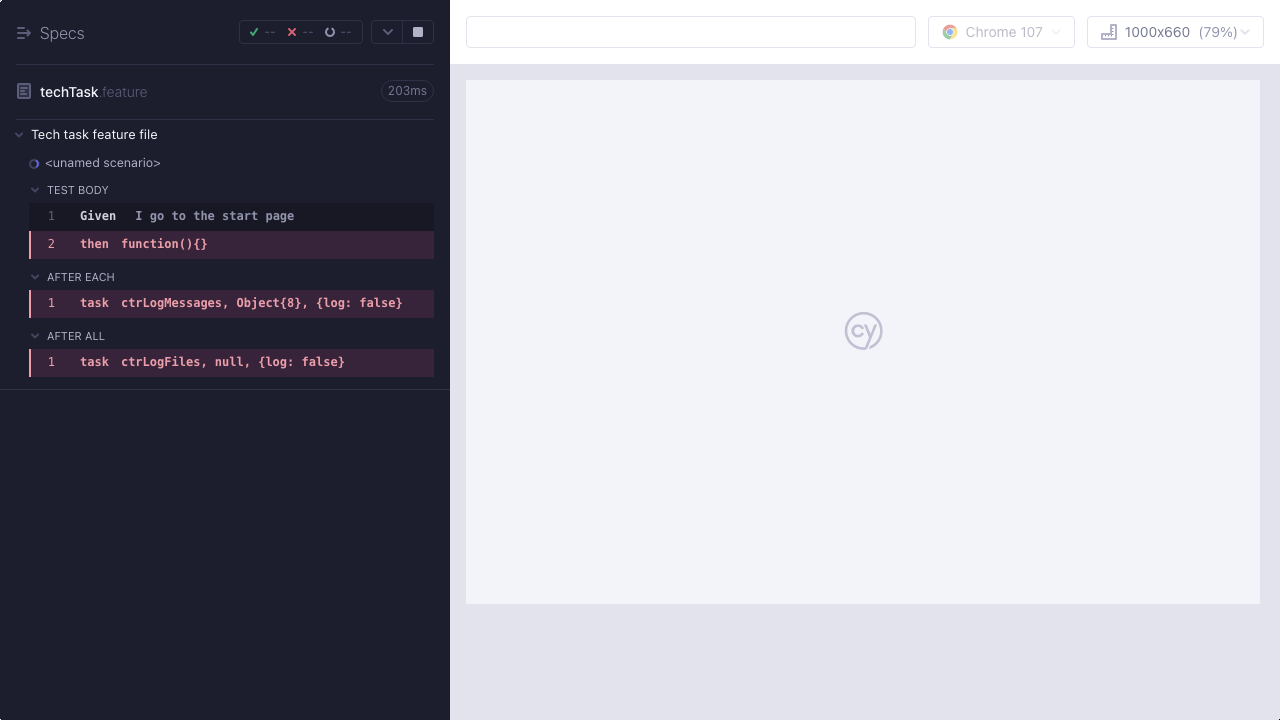 Specs
--
--
--
Chrome 107
1000x660 (79%)
techTask.feature
203ms
Tech task feature file
<unamed scenario>
TEST BODY
1 Given I go to the start page
2 then function(){}
AFTER EACH
1 task ctrLogMessages, Object{8}, {log: false}
AFTER ALL
1 task ctrLogFiles, null, {log: false}
cy